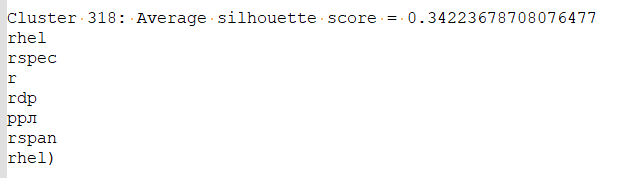 Cluster 318: Average silhouette score = 0.34223678708076477
rhel
rspec
r
rdp
ррл
rspan
rhel)